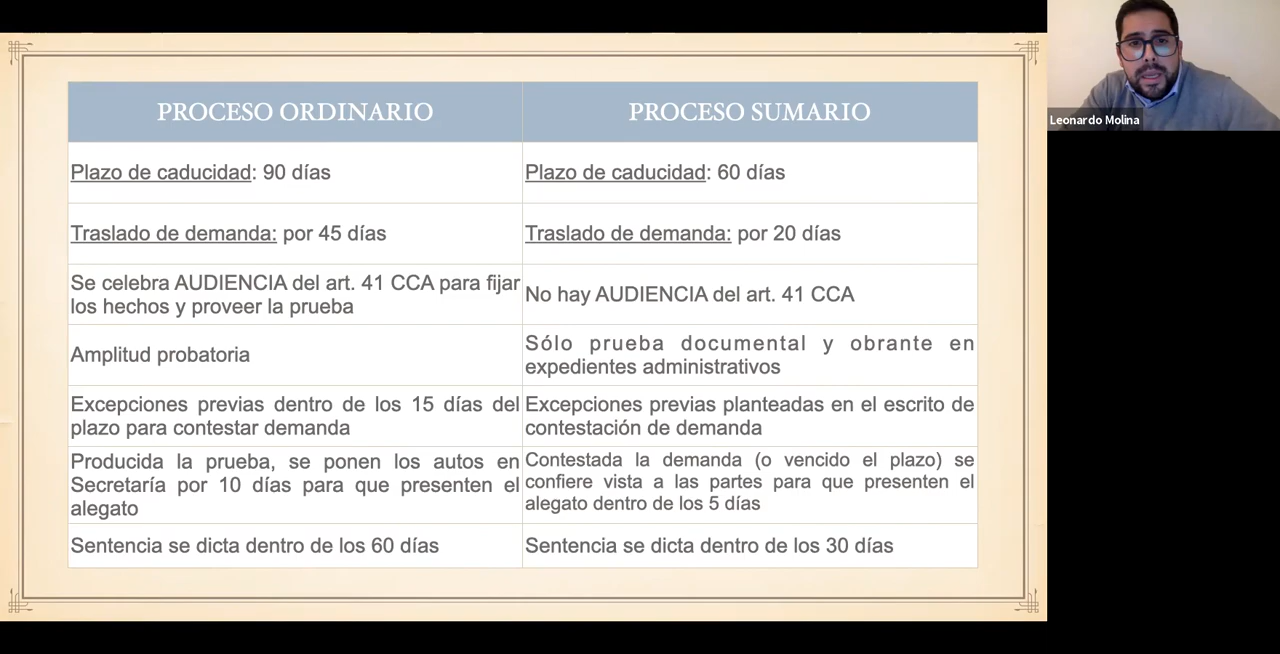 PROCESO ORDINARIO
PROCESO SUMARIO
Plazo de caducidad: 90 días
Plazo de caducidad: 60 días
Traslado de demanda: por 45 días
Traslado de demanda: por 20 días
Se celebra AUDIENCIA del art. 41 CCA para fijar
los hechos y proveer la prueba
No hay AUDIENCIA del art. 41 CCA
Amplitud probatoria
Sólo prueba documental y obrante en
expedientes administrativos
Excepciones previas dentro de los 15 días del
plazo para contestar demanda
Excepciones previas planteadas en el escrito de
contestación de demanda
Producida la prueba, se ponen los autos en
Secretaría por 10 días para que presenten el
alegato
Contestada la demanda (o vencido el plazo) se
confiere vista a las partes para que presenten el
alegato dentro de los 5 días
Sentencia se dicta dentro de los 60 días
Sentencia se dicta dentro de los 30 días
Leonardo Molina